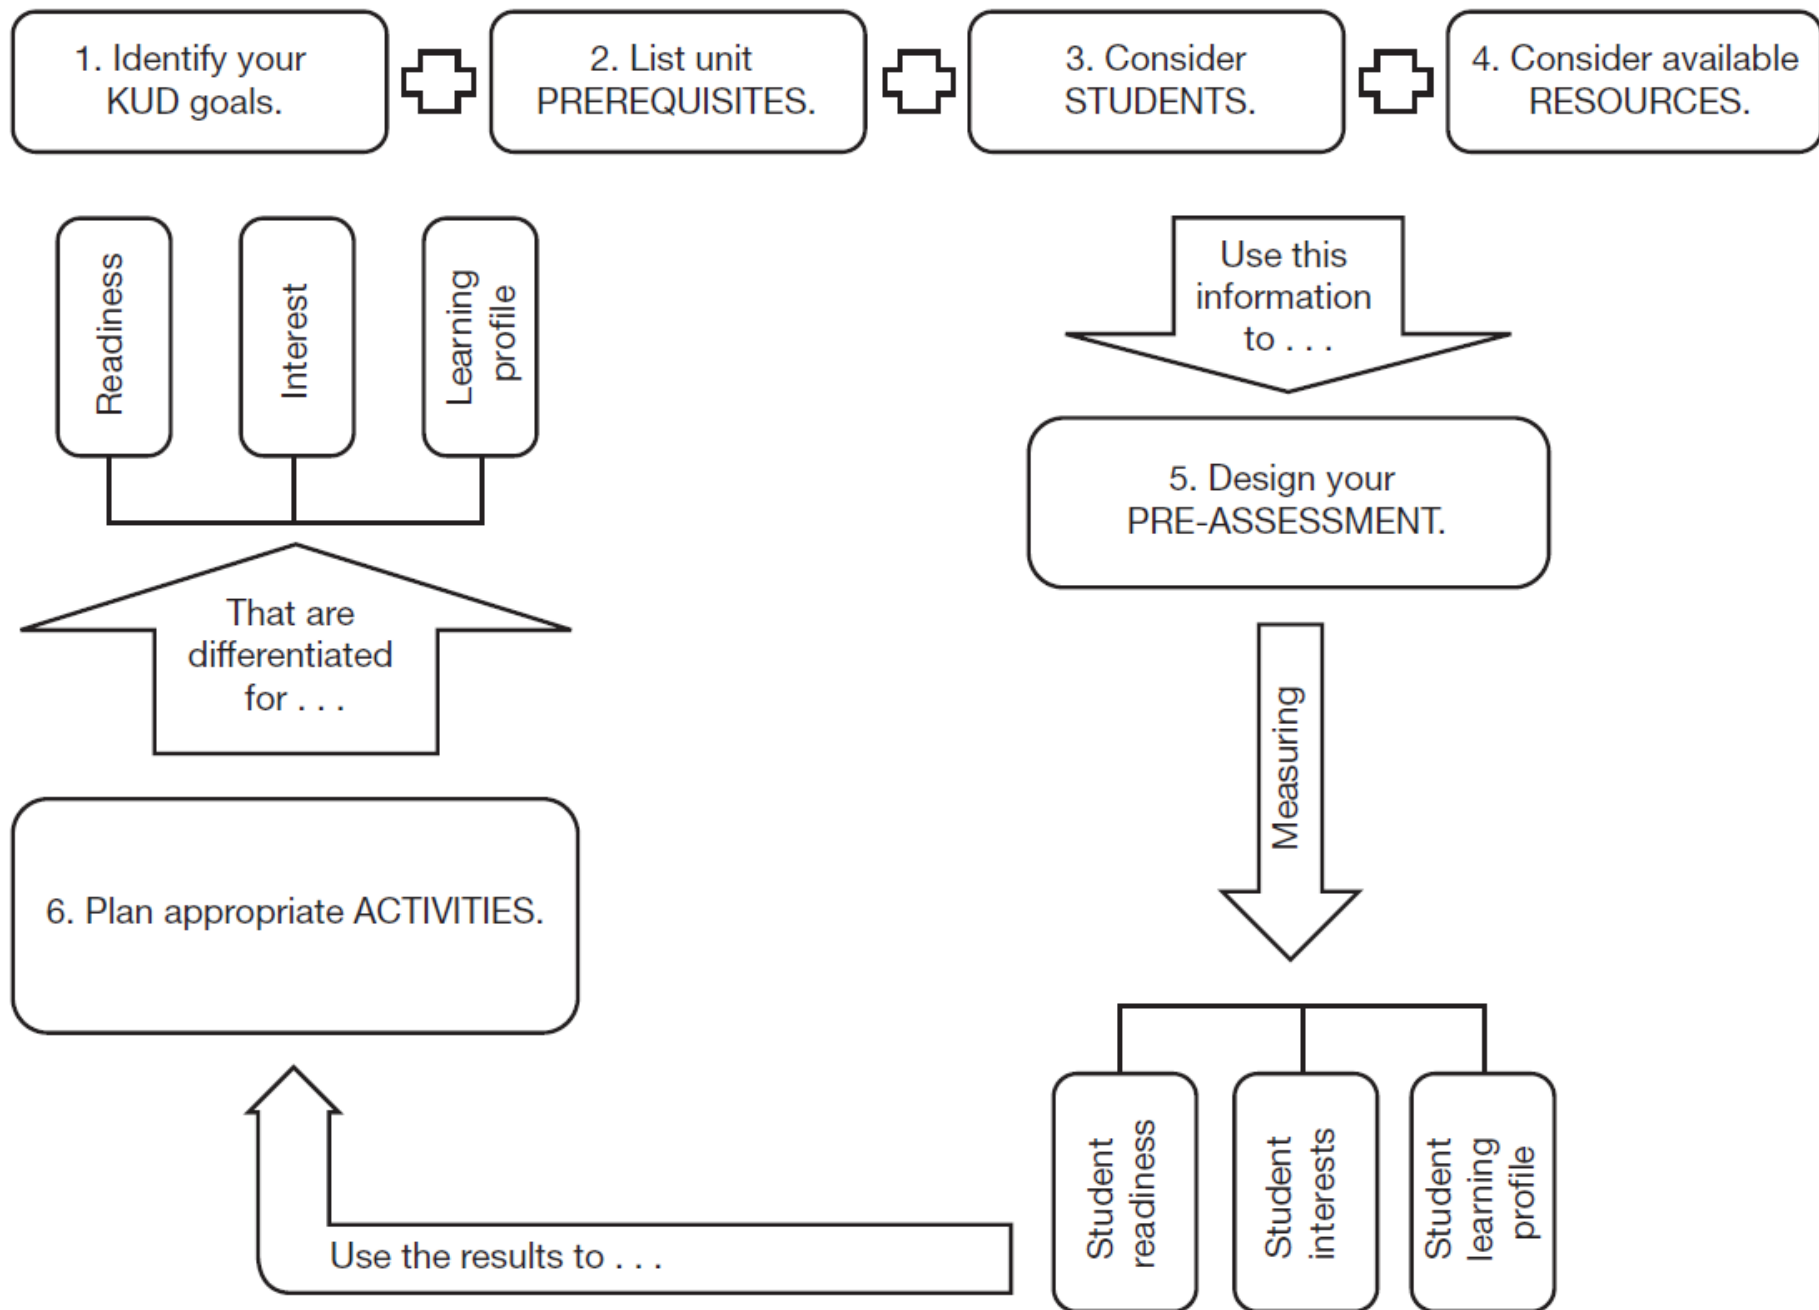 1. Identify your
KUD goals.
2. List unit
PREREQUISITES.
3. Consider
STUDENTS.
4. Consider available
RESOURCES.
Use this
information
to . . .
5. Design your
PRE-ASSESSMENT.
Measuring
Student
readiness
Student
interests
Student
learning
profile
Use the results to . . .
6. Plan appropriate ACTIVITIES.
That are
differentiated
for . . .
Readiness
Interest
Learning
profile